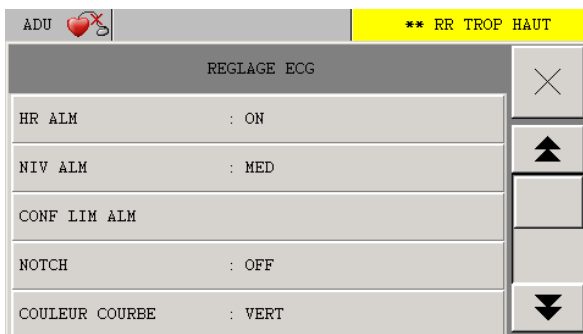 ADU ** RR TROP HAUT
REGLAGE ECG
HR ALM : ON
NIV ALM : MED
CONF LIM ALM
NOTCH : OFF
COULEUR COURBE : VERT